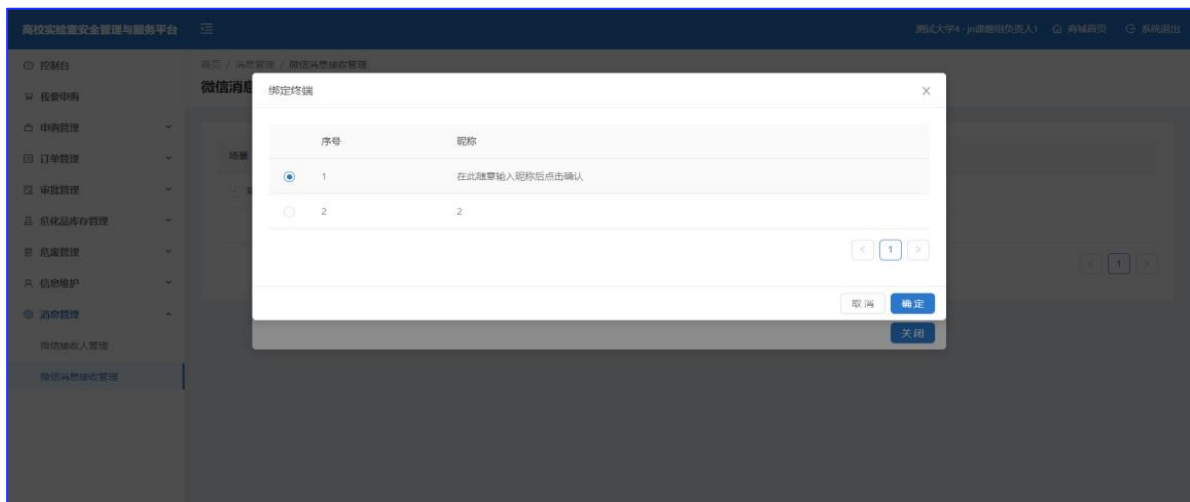 高校实验室安全管理与服务平台
测试大学4 - jn课题组负责人1 商城首页 系统退出
控制台
我要申购
申购管理
订单管理
审批管理
危化品库存管理
危废管理
信息维护
消息管理
微信接收人管理
微信消息接收管理
首页 / 消息管理 / 微信消息接收管理
微信消息
场景
1
绑定终端
序号 昵称
1 在此随意输入昵称后点击确认
2 2
1
取消 确定
关闭